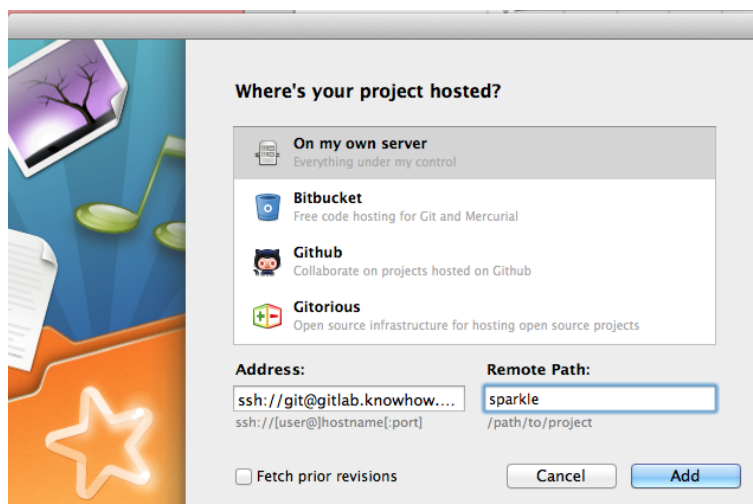 Where's your project hosted?
On my own server
Everything under my control
Bitbucket
Free code hosting for Git and Mercurial
Github
Collaborate on projects hosted on Github
Gitorious
Open source infrastructure for hosting open source projects
Address: Remote Path:
ssh://git@gitlab.knowhow.... sparkle
ssh://[user@]hostname[:port] /path/to/project
Fetch prior revisions Cancel Add